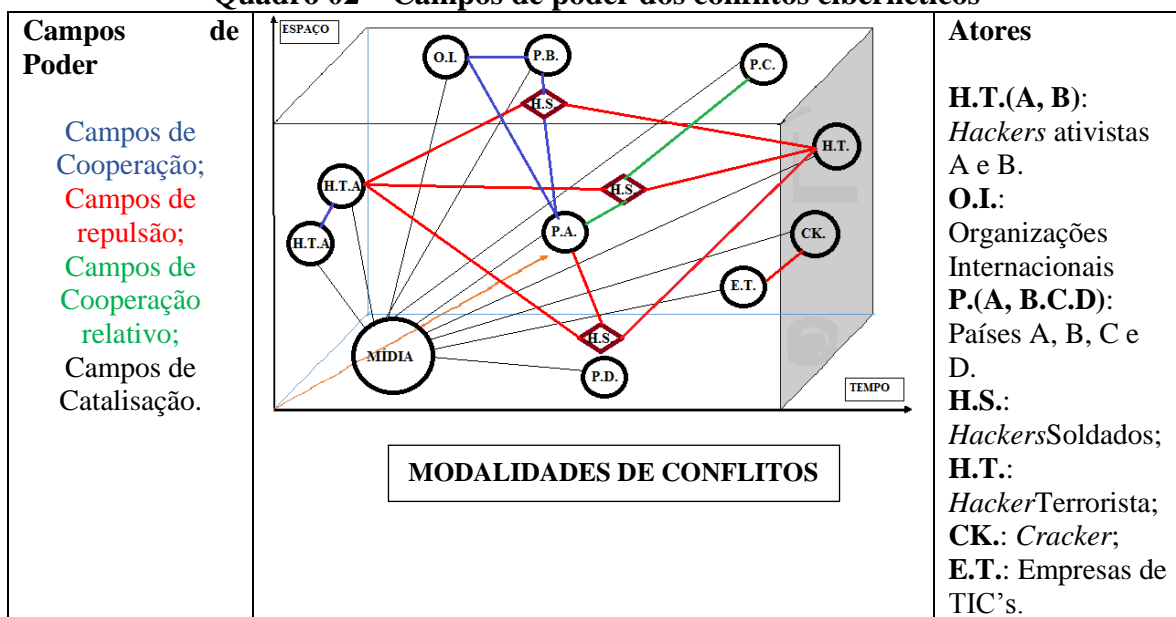 Quadro 02 – Campos de poder dos conflitos cibernéticos
Campos de
Poder
Campos de
Cooperação;
Campos de
repulsão;
Campos de
Cooperação
relativo;
Campos de
Catalisação.
ESPAÇO
O.I.
P.B.
P.C.
H.S.
H.T.
H.T.A
H.S.
H.T.A
P.A.
CK.
E.T.
H.S.
MÍDIA
P.D.
TEMPO
MODALIDADES DE CONFLITOS
Atores
H.T.(A, B):
Hackers ativistas
A e B.
O.I.:
Organizações
Internacionais
P.(A, B.C.D):
Países A, B, C e
D.
H.S.:
HackersSoldados;
H.T.:
HackerTerrorista;
CK.: Cracker;
E.T.: Empresas de
TIC’s.